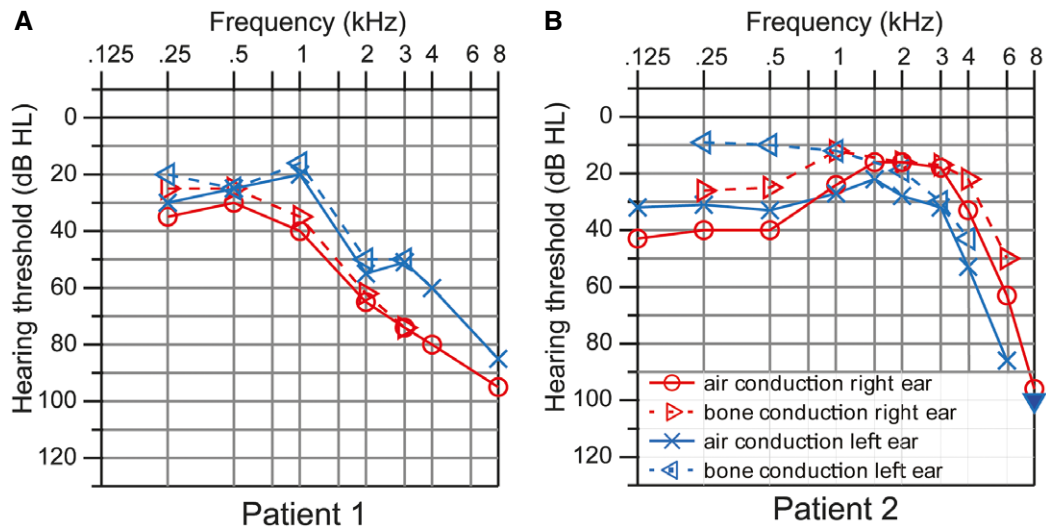 A
Frequency (kHz)
.125 .25 .5 1 2 3 4 8
Hearing threshold (dB HL)
0
20
40
60
80
100
120
Patient 1
B
Frequency (kHz)
.125 .25 .5 1 2 3 4 6 8
Hearing threshold (dB HL)
0
20
40
60
80
100
120
air conduction right ear
bone conduction right ear
air conduction left ear
bone conduction left ear
Patient 2